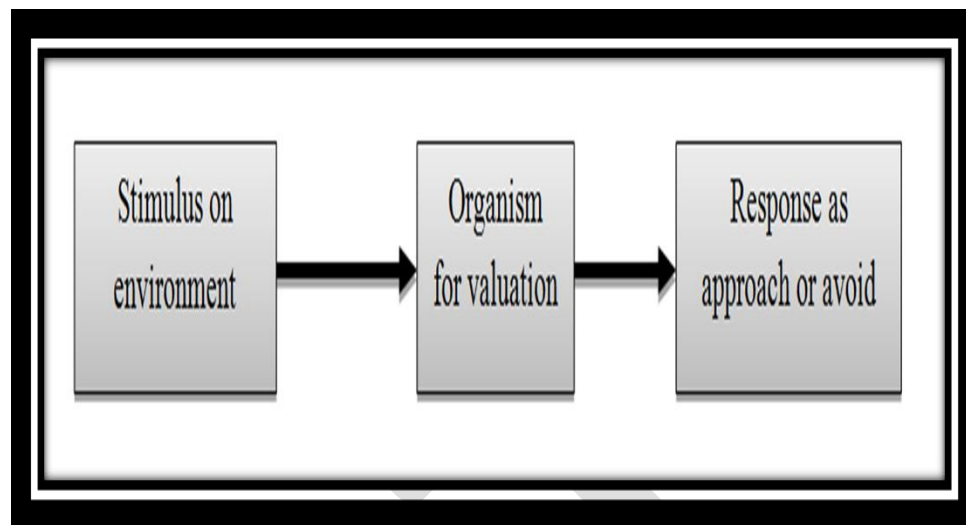 Stimulus on
environment
Organism
for valuation
Response as
approach or avoid